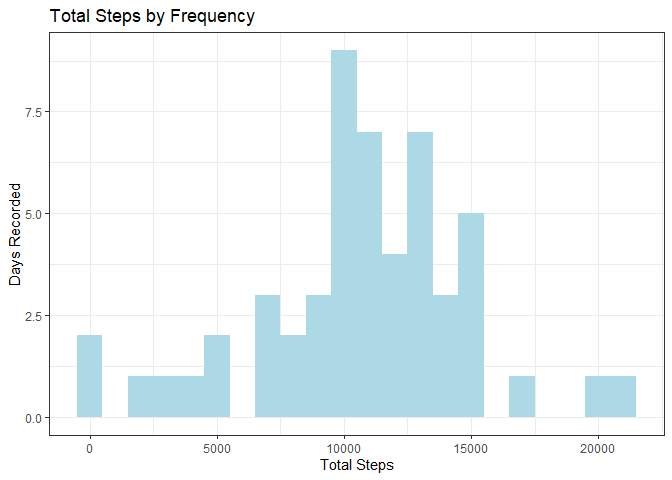 Total Steps by Frequency
Days Recorded
7.5
5.0
2.5
0.0
0 5000 10000 15000 20000
Total Steps